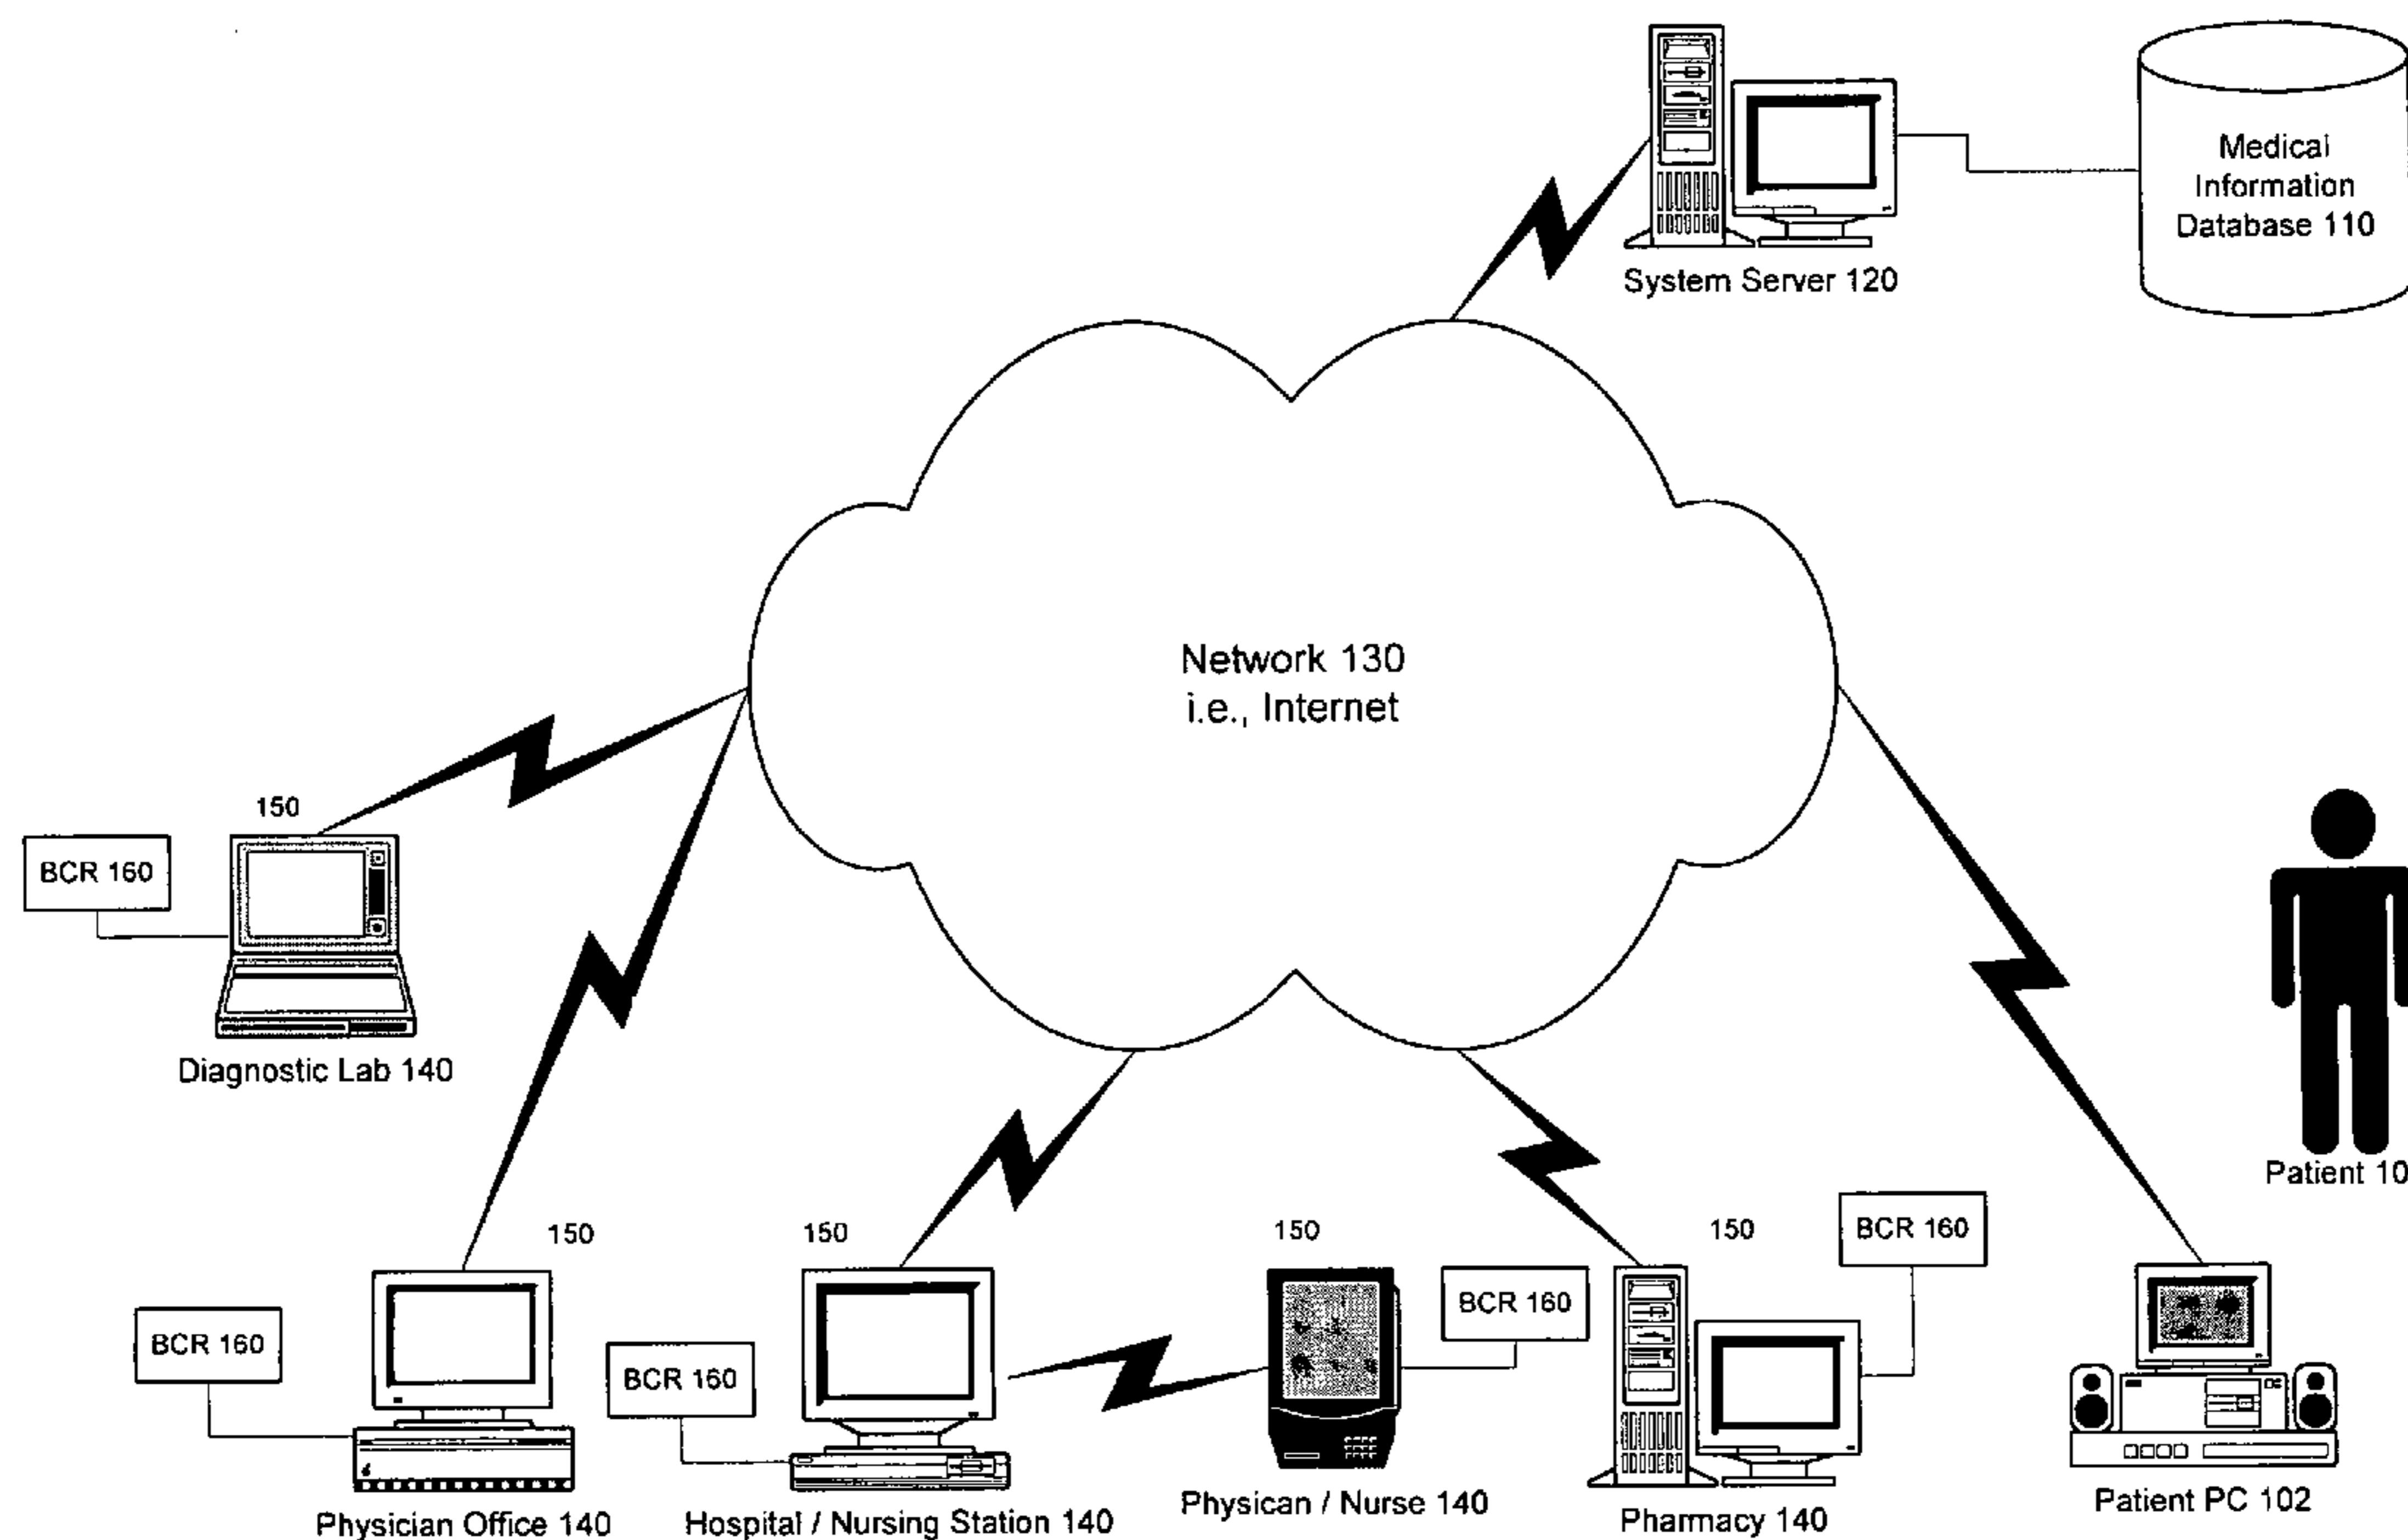 Medical
Information
Database 110
System Server 120
Network 130
i.e., Internet
150
BCR 160
Diagnostic Lab 140
Patient 10
150
150
150
150
BCR 160
BCR 160
BCR 160
BCR 160
Physician Office 140
Hospital / Nursing Station 140
Physican / Nurse 140
Pharmacy 140
Patient PC 102